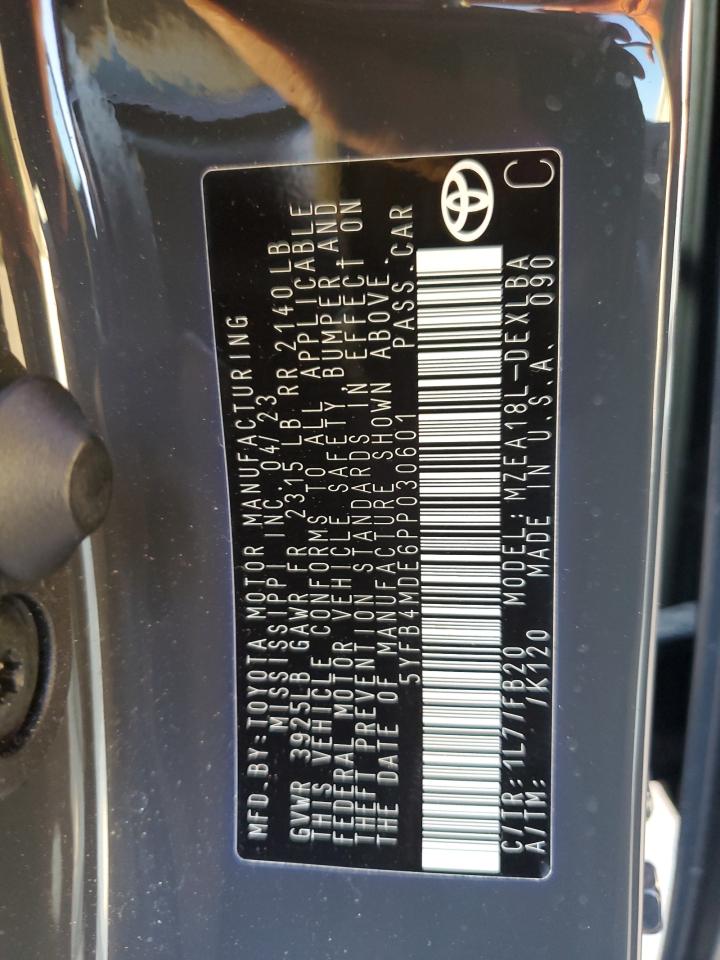 MFD. BY: TOYOTA MOTOR MANUFACTURING
MISSISSIPPI INC. 04/23
GVWR 3925LB GAWR FR 2315 LB RR 2140LB
THIS VEHICLE CONFORMS TO ALL APPLICABLE
FEDERAL MOTOR VEHICLE SAFETY, BUMPER AND
THEFT PREVENTION STANDARDS IN EFFECT ON
THE DATE OF MANUFACTURE SHOWN ABOVE.
5YFB4MDE6PP030601 PASS. CAR
C/TR: 1L7/FB20 MODEL: MZEA18L-DEXLBA
A/TM: /K120 MADE IN U.S.A. 090
C